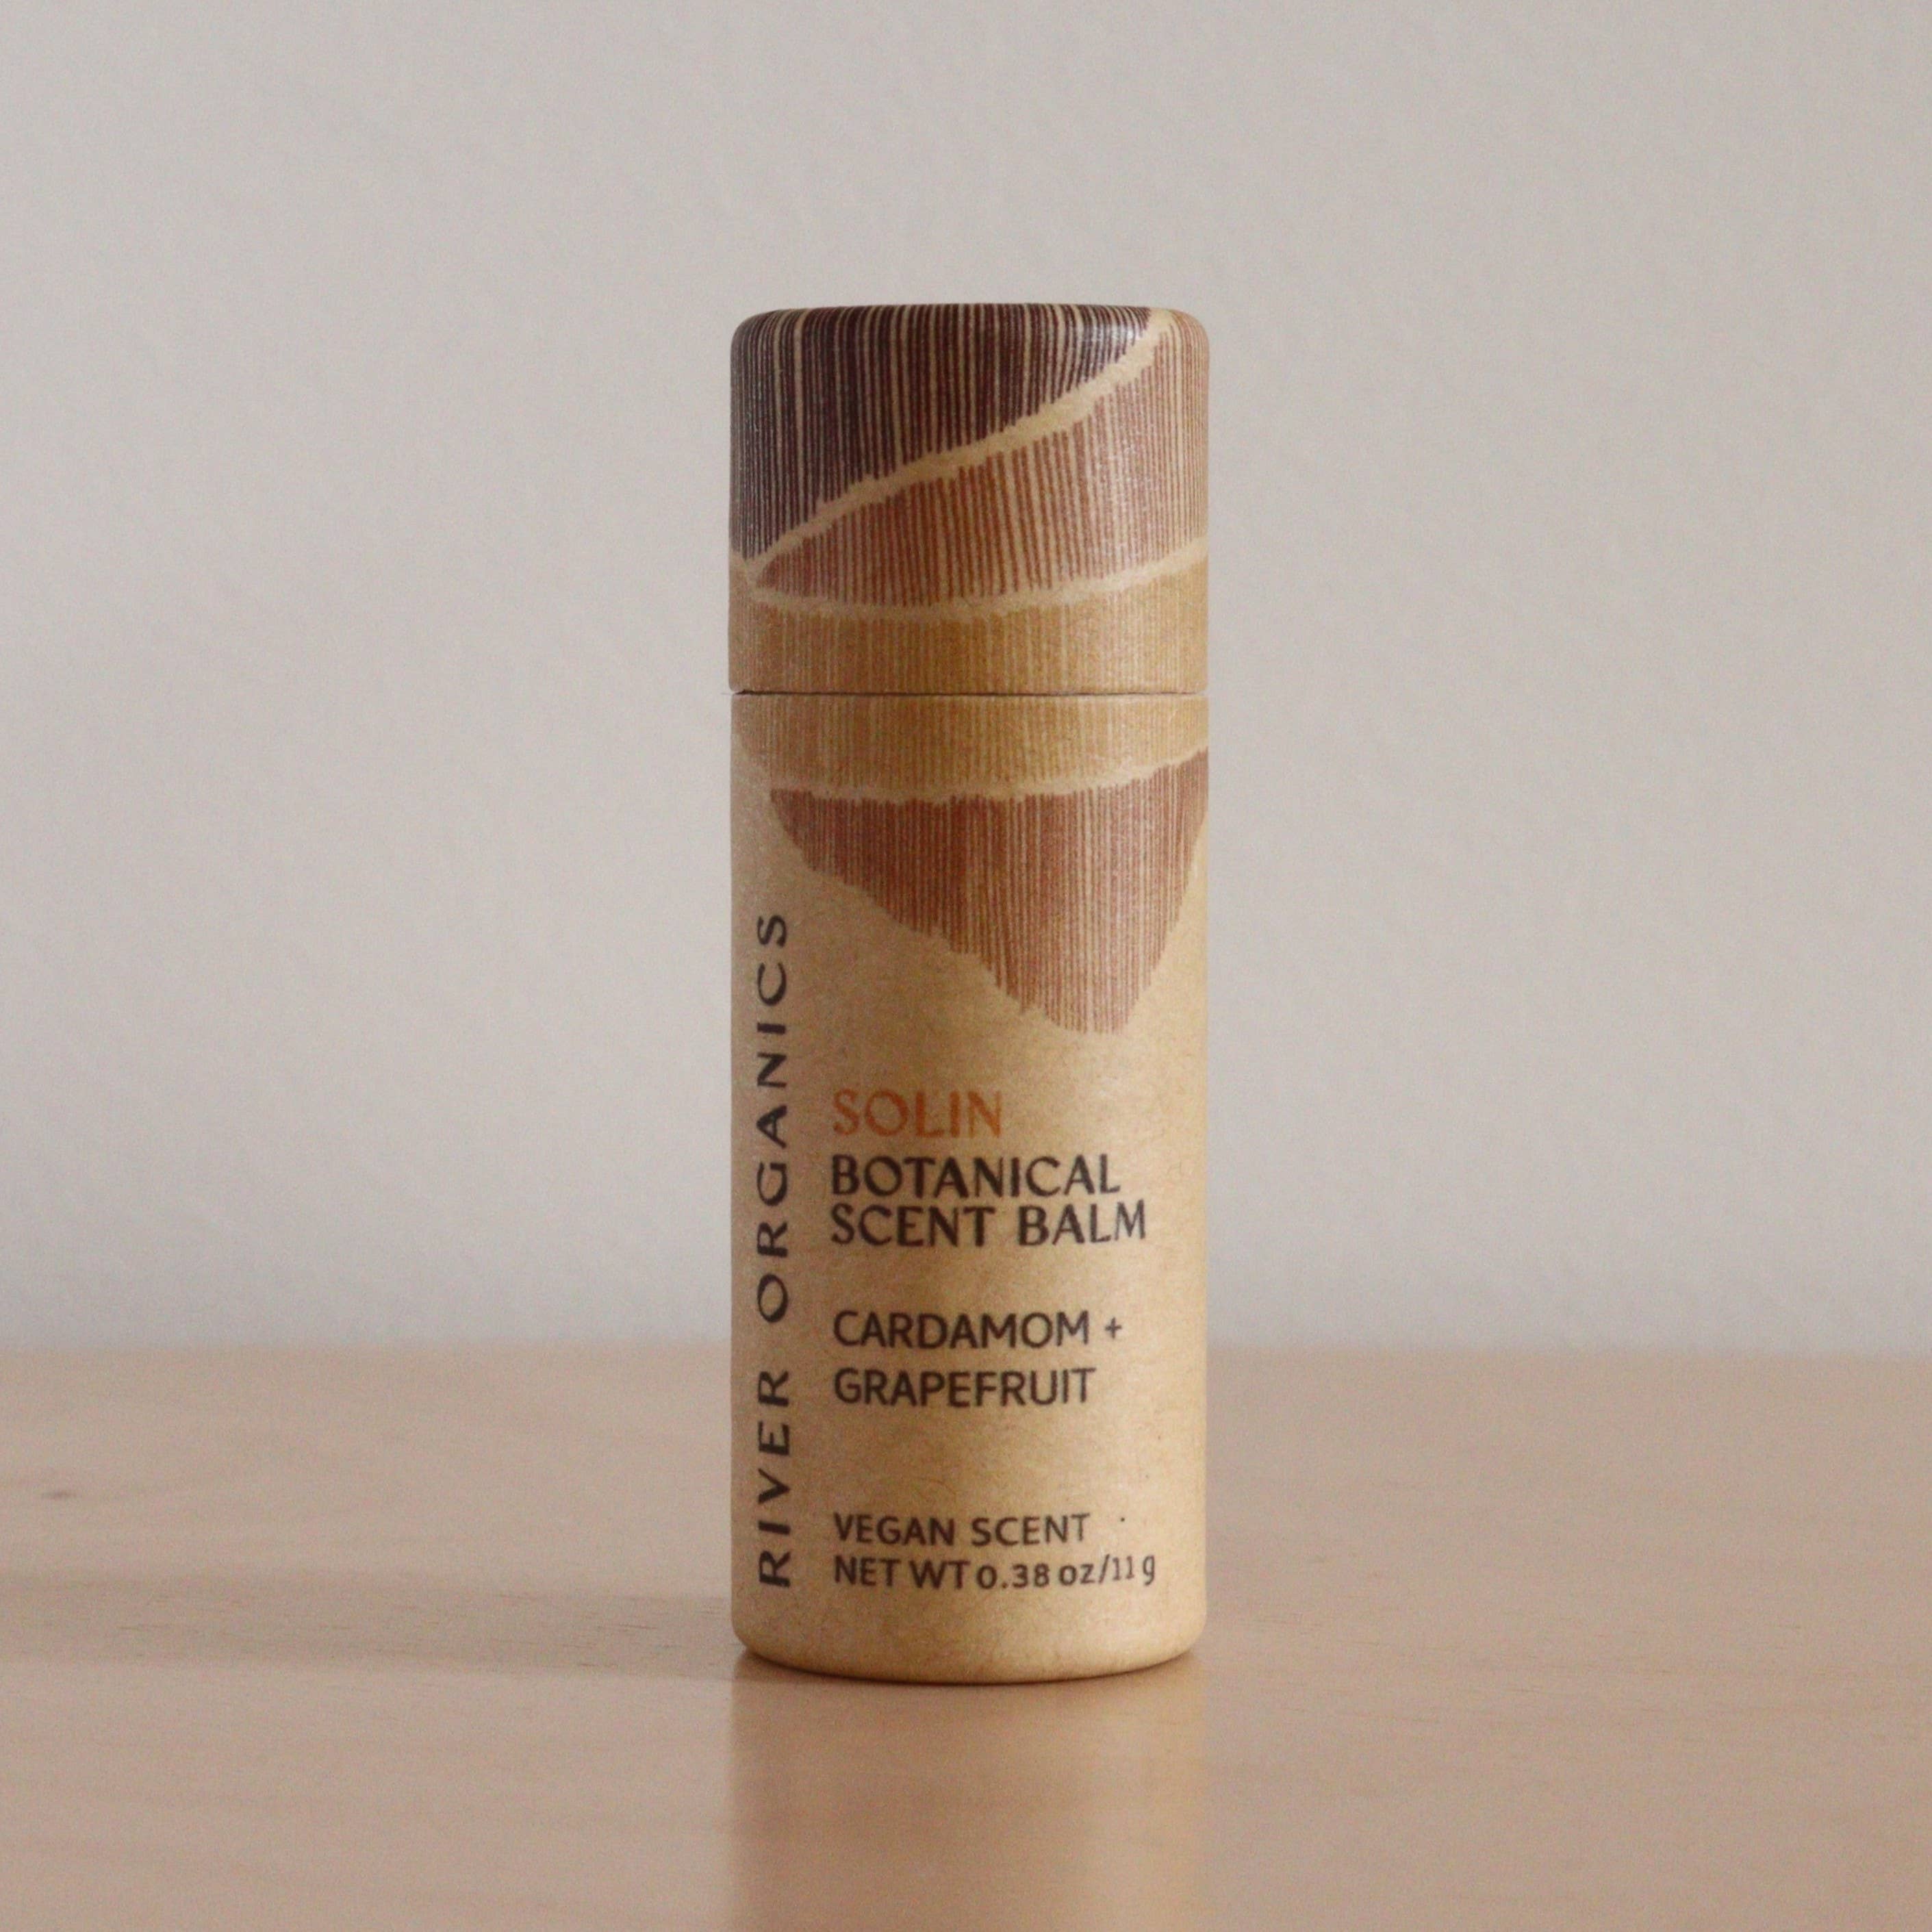 RIVER ORGANICS
SOLIN
BOTANICAL
SCENT BALM
CARDAMOM +
GRAPEFRUIT
VEGAN SCENT
NET WT 0.38 oz/11 g